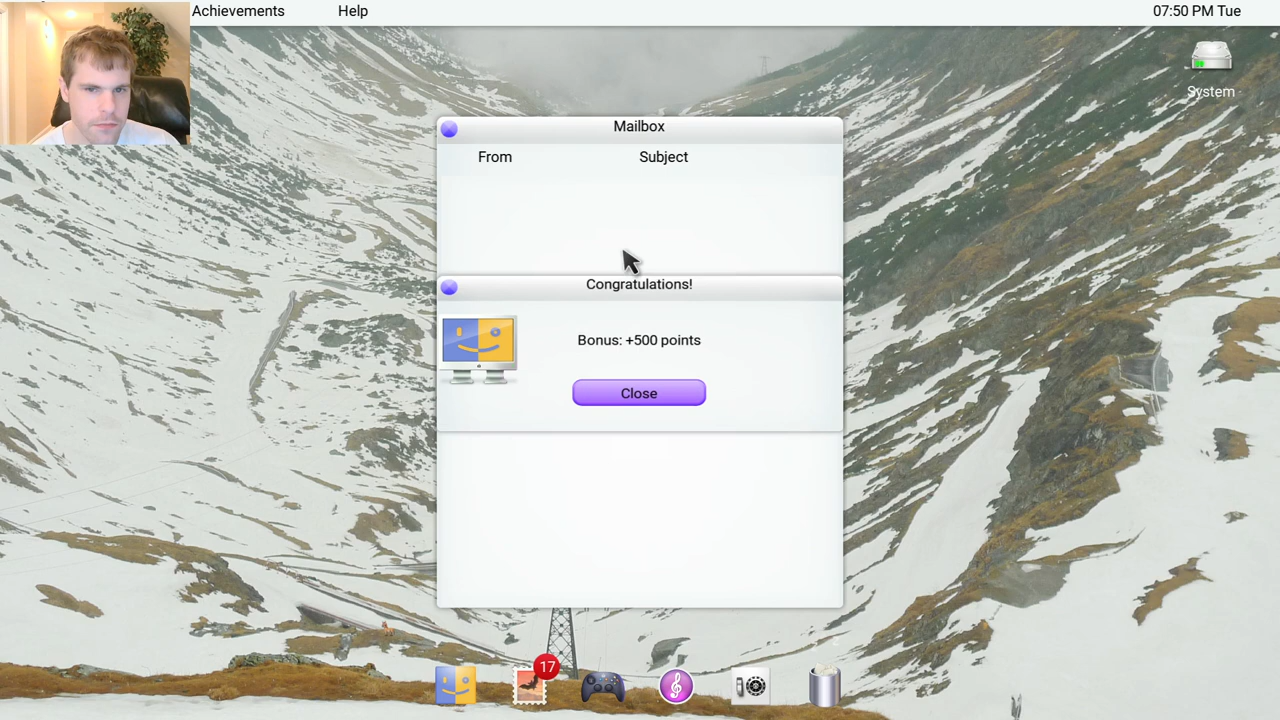 Achievements Help 07:50 PM Tue
System
Mailbox
From Subject
Congratulations!
Bonus: +500 points
Close
17